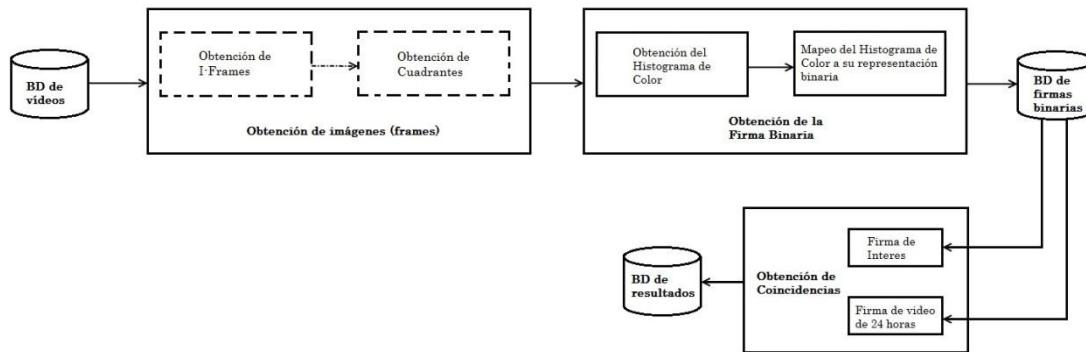 BD de
vídeos
Obtención de
I-Frames
Obtención de
Cuadrantes
Obtención de imágenes (frames)
Obtención del
Histograma de
Color
Mapeo del Histograma de
Color a su representación
binaria
Obtención de la
Firma Binaria
BD de
firmas
binarias
Firma de
Interes
Firma de video
de 24 horas
Obtención de
Coincidencias
BD de
resultados